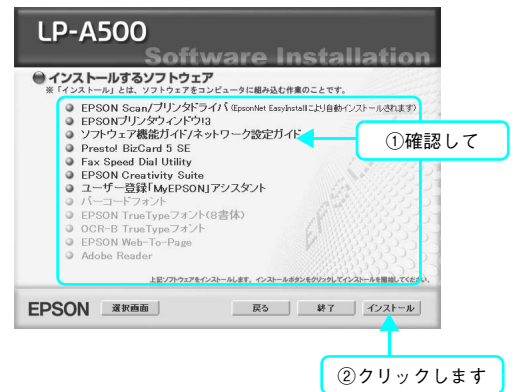 LP-A500
Software Installation
インストールするソフトウェア
※「インストール」とは、ソフトウェアをコンピュータに組み込む作業のことです。
EPSON Scan/プリンタドライバ (EpsonNet EasyInstallにより自動インストールされます)
EPSONプリンタウィンドウ!3
ソフトウェア機能ガイド/ネットワーク設定ガイド
①確認して
Presto! BizCard 5 SE
Fax Speed Dial Utility
EPSON Creativity Suite
ユーザー登録「MyEPSON」アシスタント
バーコードフォント
EPSON TrueTypeフォント(8書体)
OCR-B TrueTypeフォント
EPSON Web-To-Page
Adobe Reader
上記ソフトウェアをインストールします。インストールボタンをクリックしてインストールを開始してください。
EPSON 選択画面 戻る 終了 インストール
②クリックします